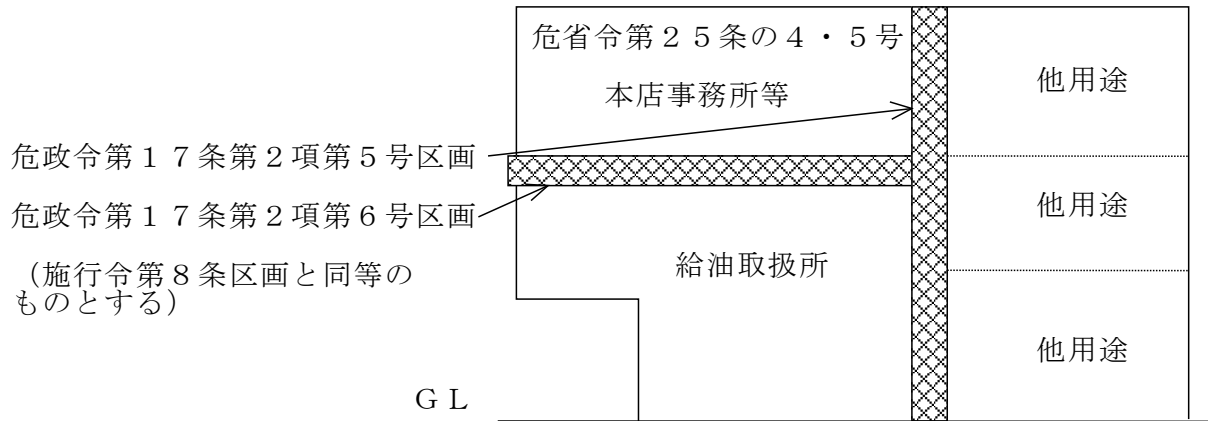 危省令第２５条の４・５号
本店事務所等
他用途
危政令第１７条第２項第５号区画
危政令第１７条第２項第６号区画
（施行令第８条区画と同等の
ものとする）
給油取扱所
他用途
他用途
ＧＬ